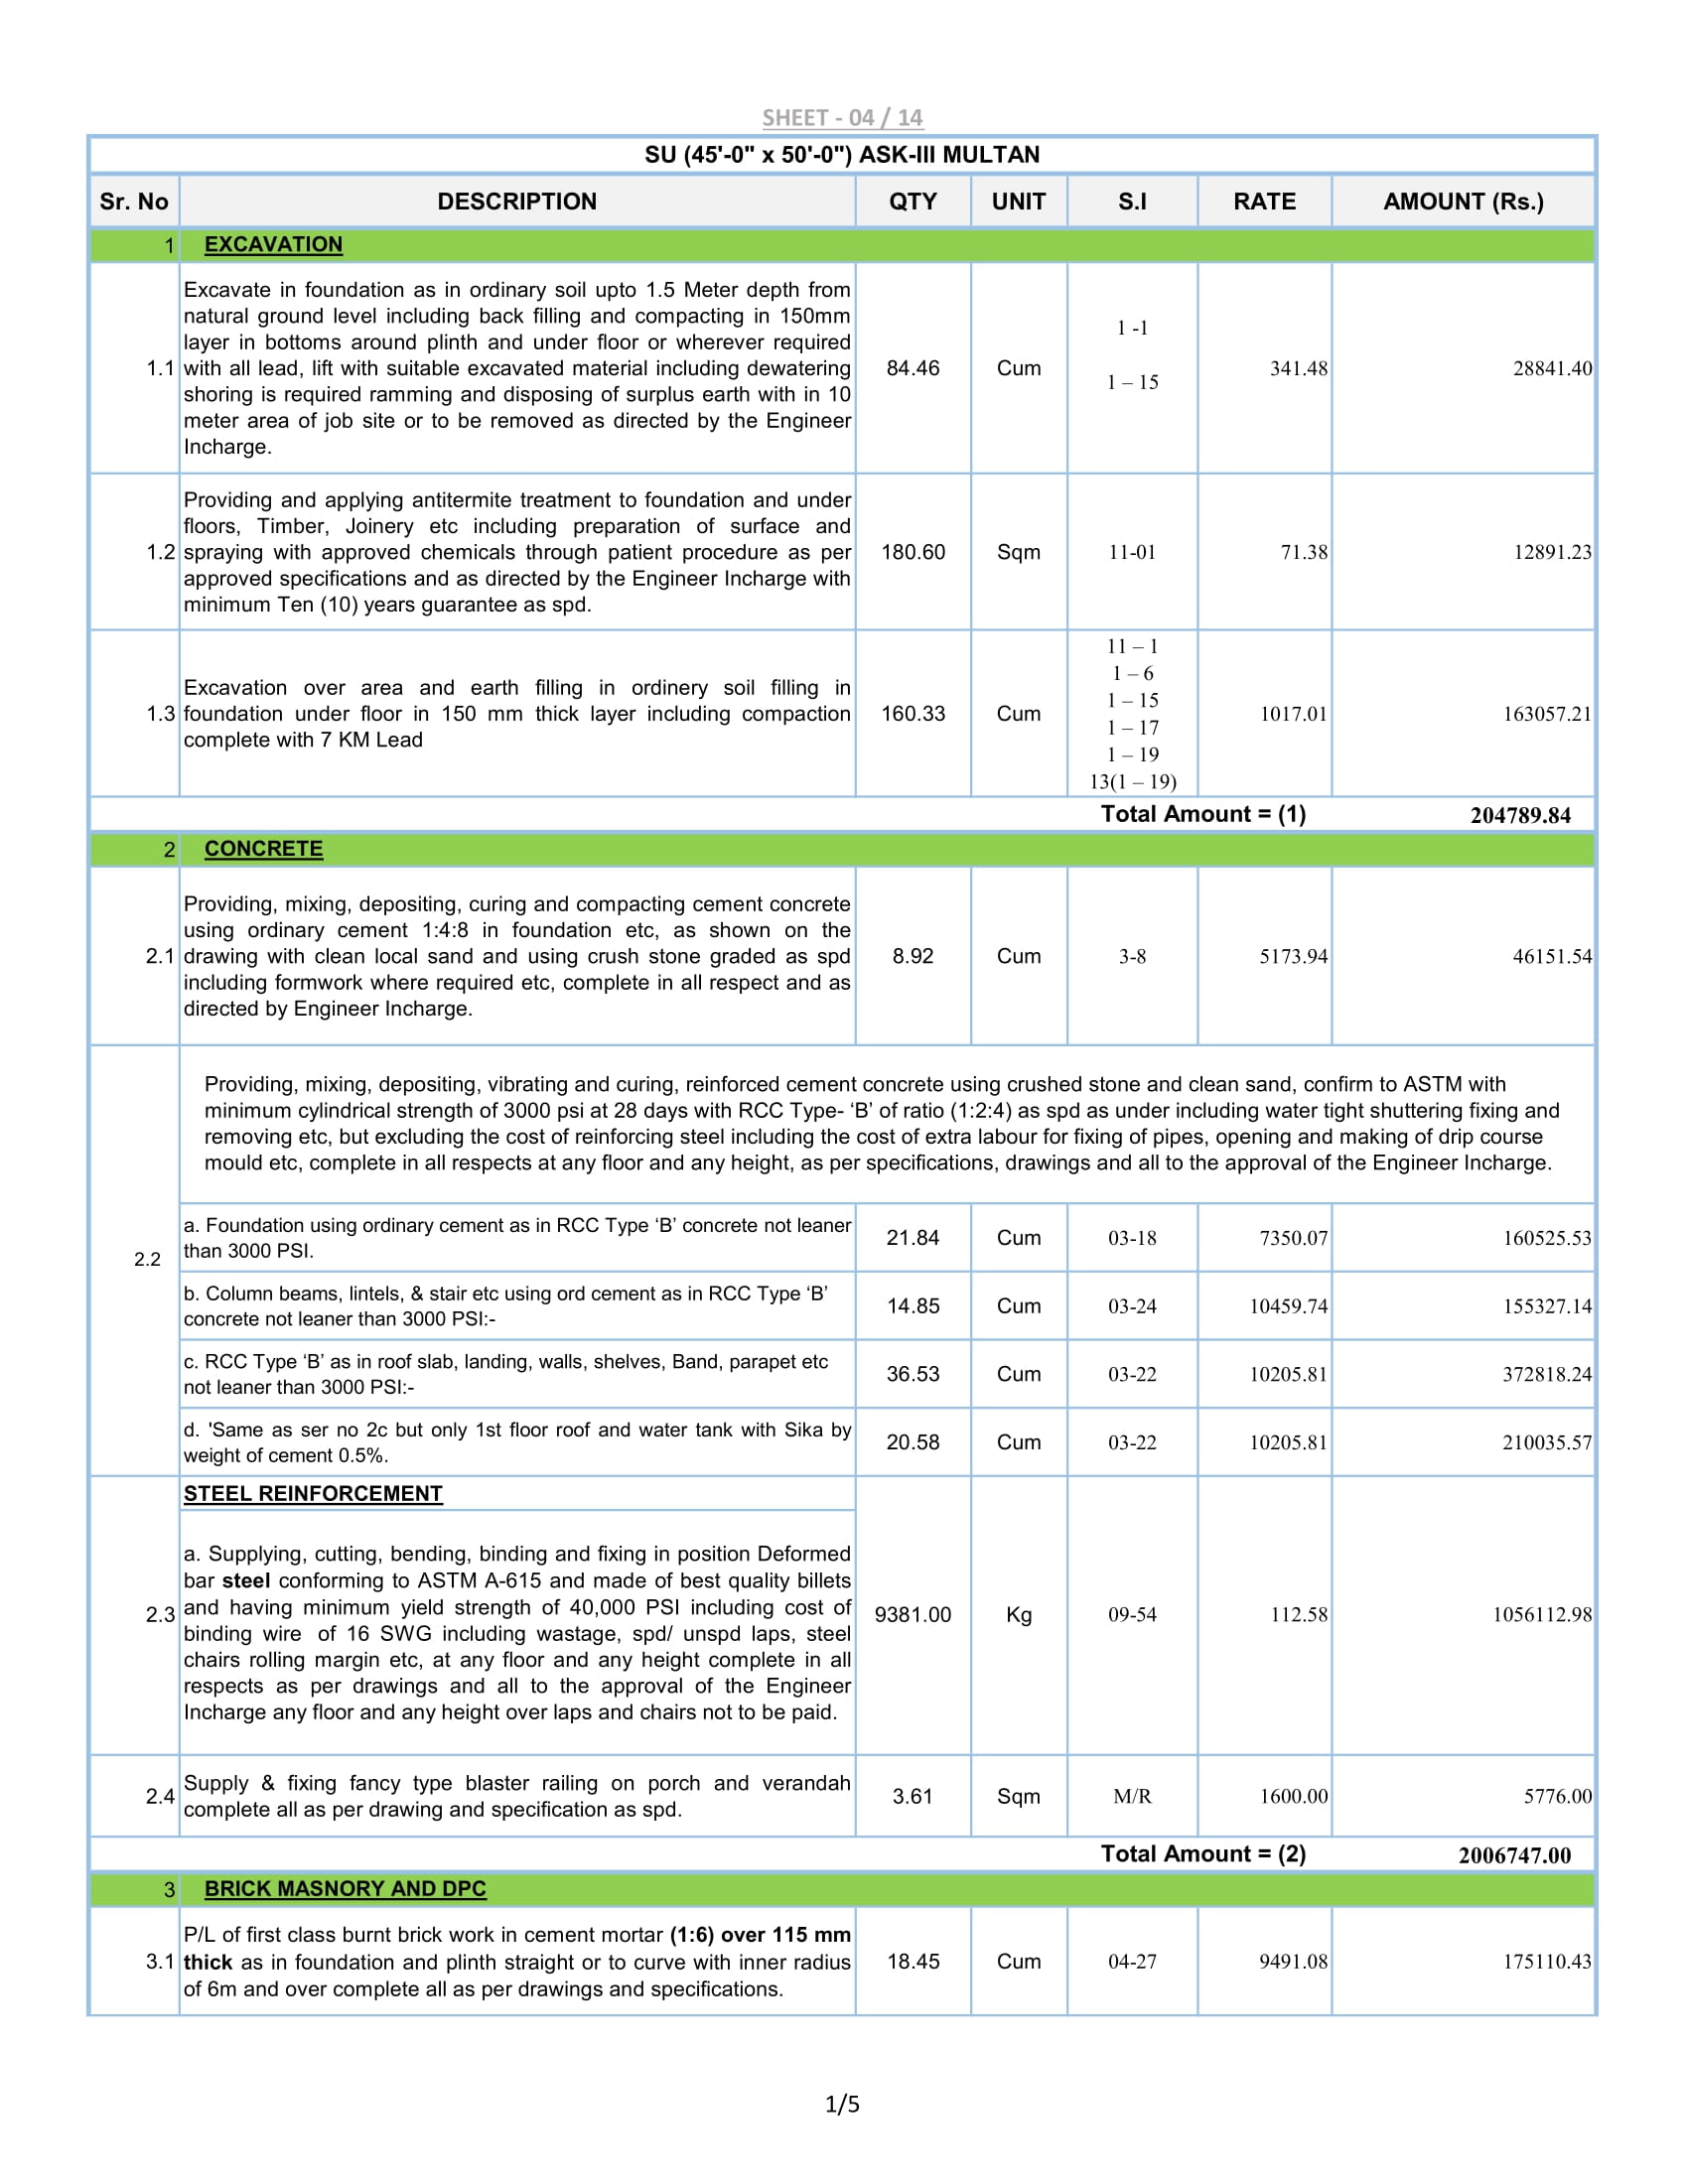 SHEET - 04 / 14
SU (45'-0" x 50'-0") ASK-III MULTAN
Sr. No DESCRIPTION QTY UNIT S.I RATE AMOUNT (Rs.)
1 EXCAVATION
Excavate in foundation as in ordinary soil upto 1.5 Meter depth from
natural ground level including back filling and compacting in 150mm
layer in bottoms around plinth and under floor or wherever required
1.1 with all lead, lift with suitable excavated material including dewatering
shoring is required ramming and disposing of surplus earth with in 10
meter area of job site or to be removed as directed by the Engineer
Incharge.
84.46 Cum
1 -1
1 – 15
341.48 28841.40
Providing and applying antitermite treatment to foundation and under
floors, Timber, Joinery etc including preparation of surface and
1.2 spraying with approved chemicals through patient procedure as per
approved specifications and as directed by the Engineer Incharge with
minimum Ten (10) years guarantee as spd.
180.60 Sqm 11-01 71.38 12891.23
Excavation over area and earth filling in ordinery soil filling in
1.3 foundation under floor in 150 mm thick layer including compaction
complete with 7 KM Lead
160.33 Cum
11 – 1
1 – 6
1 – 15
1 – 17
1 – 19
13(1 – 19)
1017.01 163057.21
Total Amount = (1) 204789.84
2 CONCRETE
Providing, mixing, depositing, curing and compacting cement concrete
using ordinary cement 1:4:8 in foundation etc, as shown on the
2.1 drawing with clean local sand and using crush stone graded as spd
including formwork where required etc, complete in all respect and as
directed by Engineer Incharge.
8.92 Cum 3-8 5173.94 46151.54
2.2
Providing, mixing, depositing, vibrating and curing, reinforced cement concrete using crushed stone and clean sand, confirm to ASTM with
minimum cylindrical strength of 3000 psi at 28 days with RCC Type- ‘B’ of ratio (1:2:4) as spd as under including water tight shuttering fixing and
removing etc, but excluding the cost of reinforcing steel including the cost of extra labour for fixing of pipes, opening and making of drip course
mould etc, complete in all respects at any floor and any height, as per specifications, drawings and all to the approval of the Engineer Incharge.
a. Foundation using ordinary cement as in RCC Type ‘B’ concrete not leaner
than 3000 PSI.
21.84 Cum 03-18 7350.07 160525.53
b. Column beams, lintels, & stair etc using ord cement as in RCC Type ‘B’
concrete not leaner than 3000 PSI:-
14.85 Cum 03-24 10459.74 155327.14
c. RCC Type ‘B’ as in roof slab, landing, walls, shelves, Band, parapet etc
not leaner than 3000 PSI:-
36.53 Cum 03-22 10205.81 372818.24
d. 'Same as ser no 2c but only 1st floor roof and water tank with Sika by
weight of cement 0.5%.
20.58 Cum 03-22 10205.81 210035.57
STEEL REINFORCEMENT
a. Supplying, cutting, bending, binding and fixing in position Deformed
bar steel conforming to ASTM A-615 and made of best quality billets
2.3 and having minimum yield strength of 40,000 PSI including cost of
binding wire of 16 SWG including wastage, spd/ unspd laps, steel
chairs rolling margin etc, at any floor and any height complete in all
respects as per drawings and all to the approval of the Engineer
Incharge any floor and any height over laps and chairs not to be paid.
9381.00 Kg 09-54 112.58 1056112.98
2.4 Supply & fixing fancy type blaster railing on porch and verandah
complete all as per drawing and specification as spd.
3.61 Sqm M/R 1600.00 5776.00
Total Amount = (2) 2006747.00
3 BRICK MASNORY AND DPC
P/L of first class burnt brick work in cement mortar (1:6) over 115 mm
3.1 thick as in foundation and plinth straight or to curve with inner radius
of 6m and over complete all as per drawings and specifications.
18.45 Cum 04-27 9491.08 175110.43
1/5